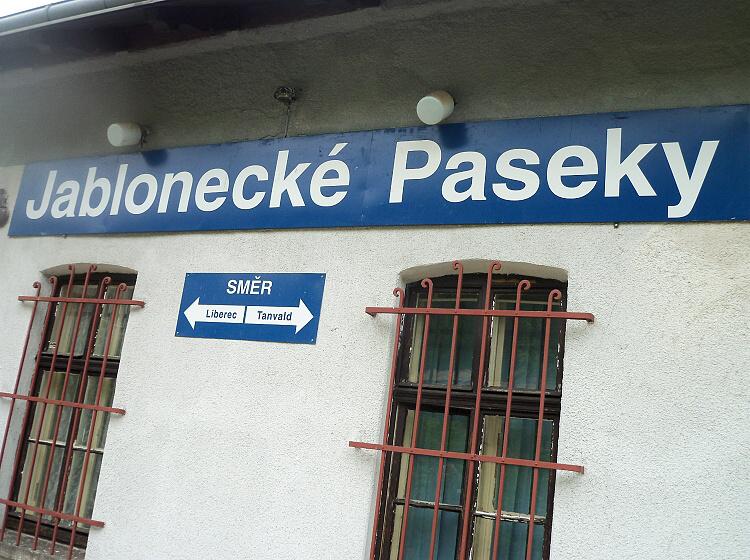 Jablonecké Paseky
SMĚR
Liberec Tanvald